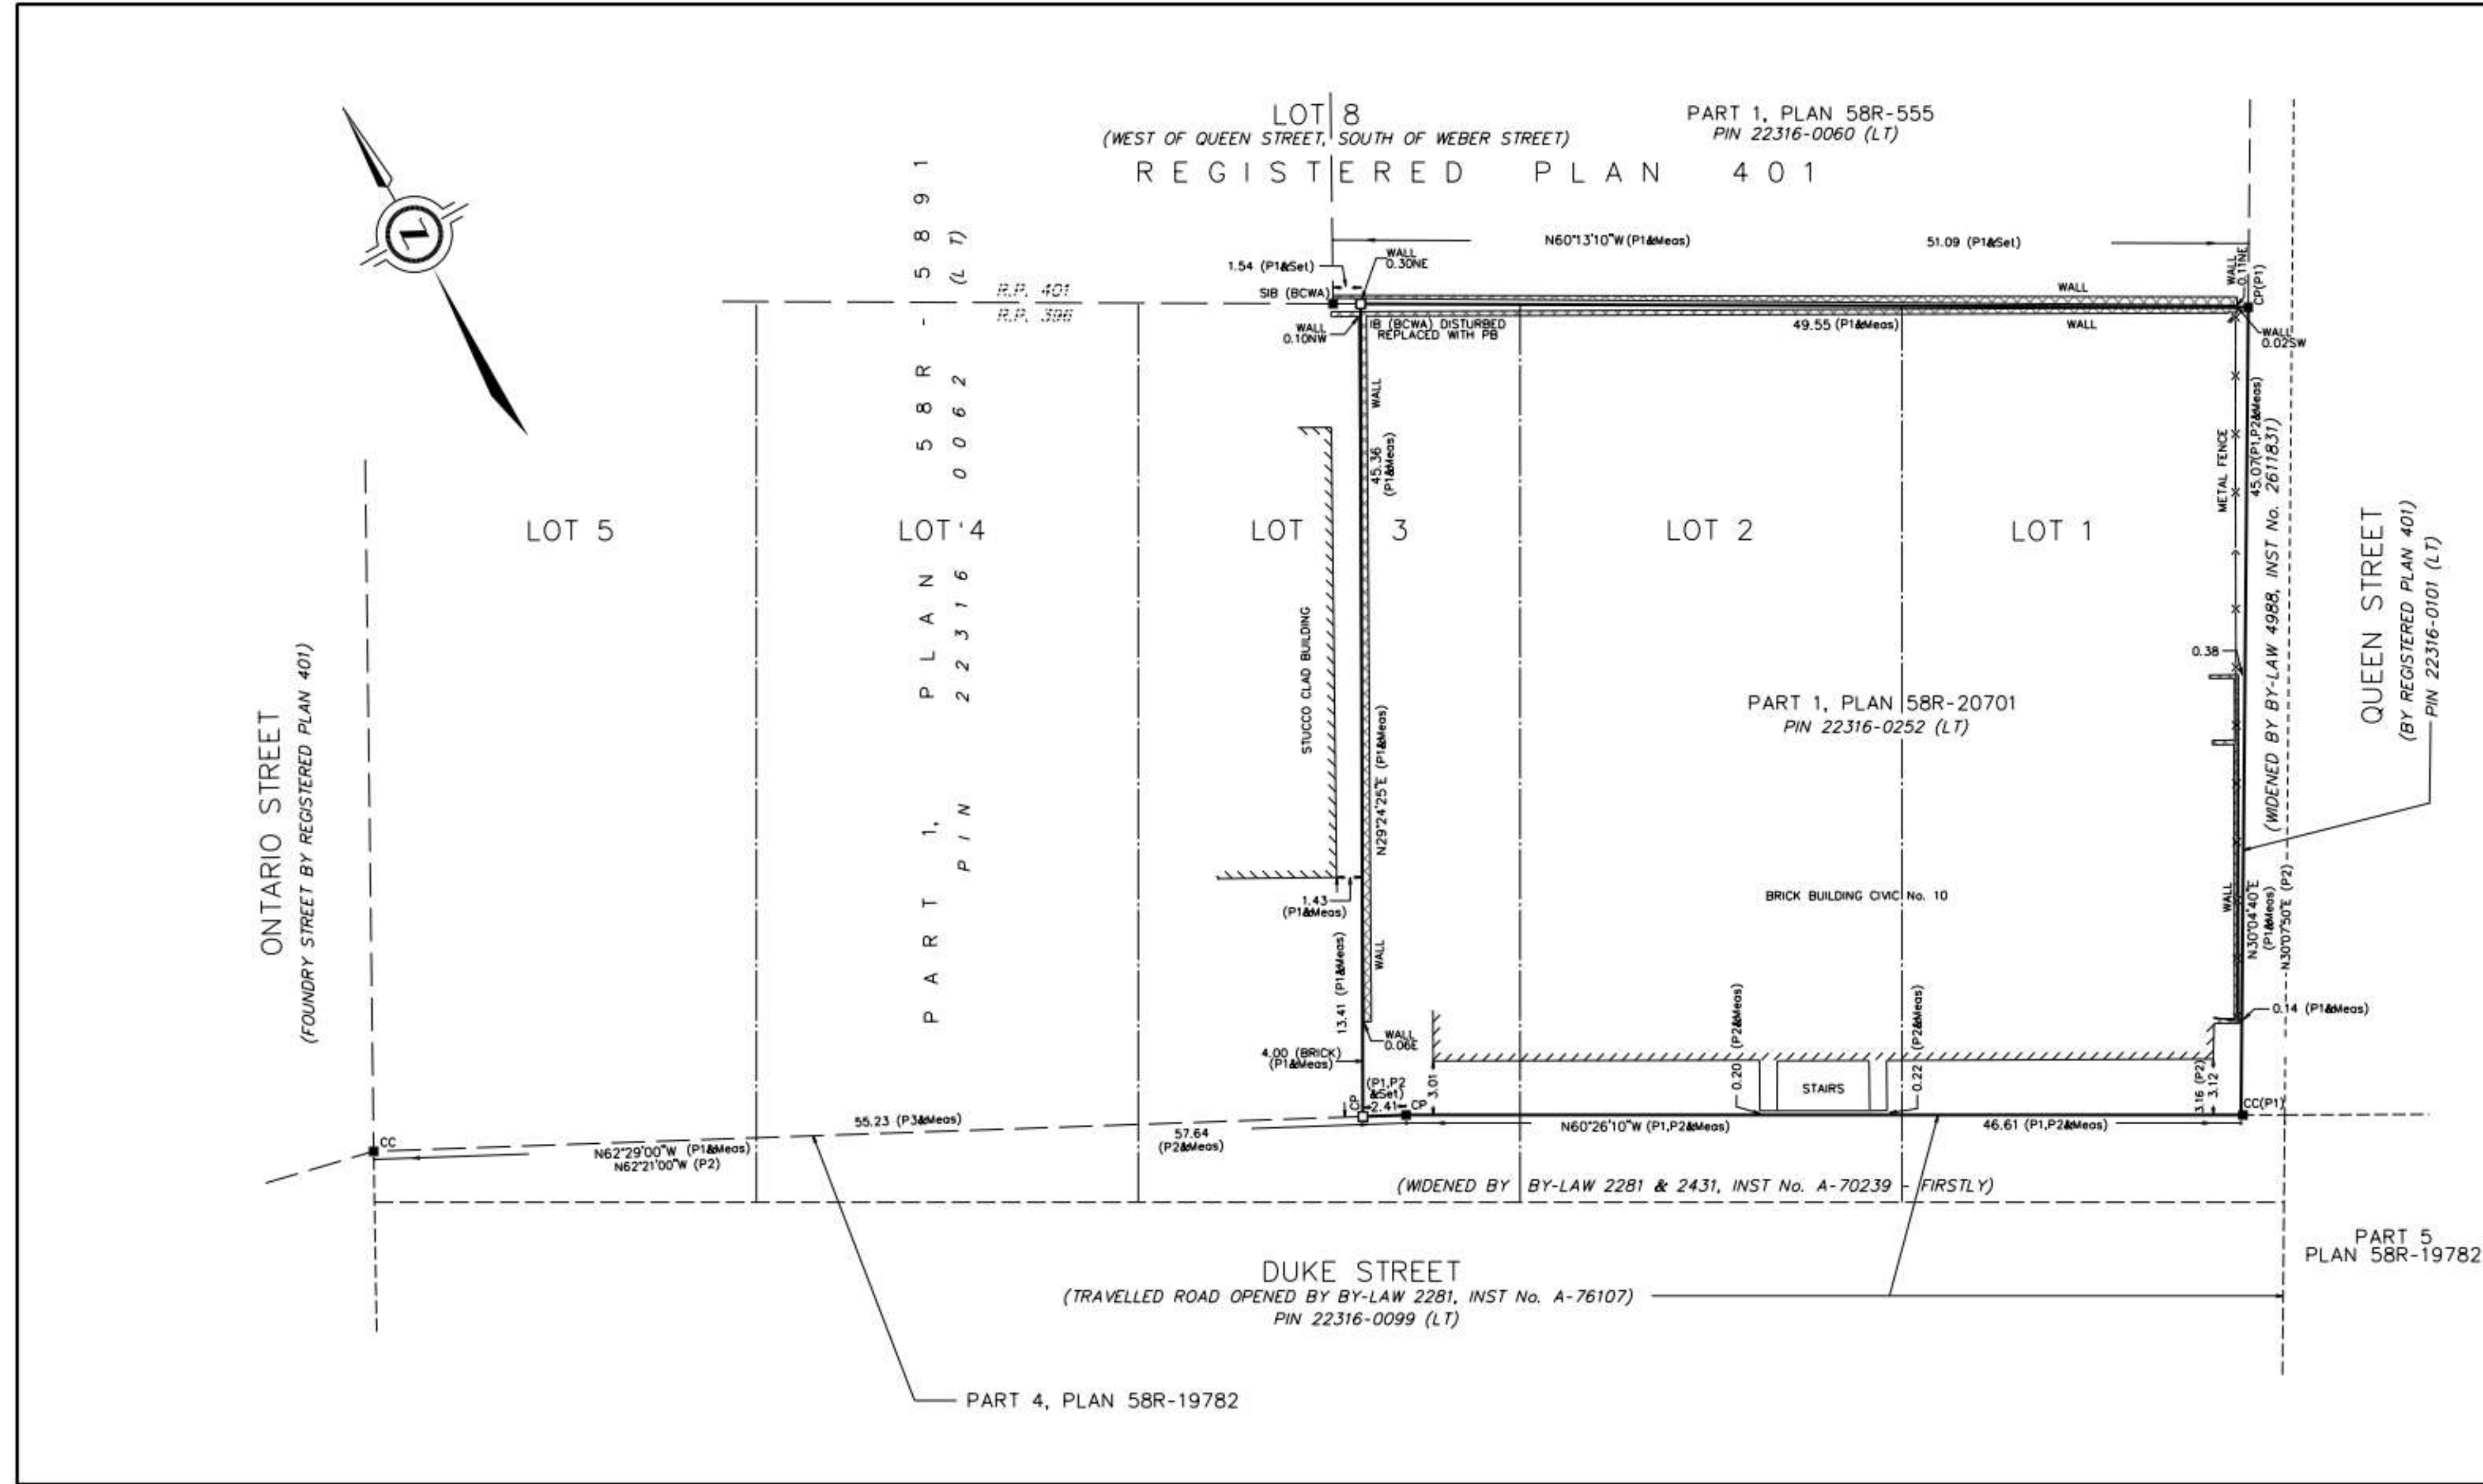 LOT 8
(WEST OF QUEEN STREET, SOUTH OF WEBER STREET)
REGISTERED PLAN 401
PART 1, PLAN 58R-555
PIN 22316-0060 (LT)
N60°13'10"W (P1&Meas)
51.09 (P1&Set)
1.54 (P1&Set)
WALL
0.30NE
WALL
0.11NE
CP(P1)
SIB (BCWA)
R.P. 401
R.P. 396
WALL
WALL
0.10NW
IB (BCWA) DISTURBED
REPLACED WITH PB
49.55 (P1&Meas)
WALL
WALL
0.02SW
WALL
45.36
(P1&Meas)
METAL FENCE
45.07(P1,P2&Meas)
(WIDENED BY BY-LAW 4988, INST No. 2611831)
LOT 5
LOT 4
LOT 3
LOT 2
LOT 1
PART 1, PLAN 58R-5891
PIN 22316-0062 (LT)
STUCCO CLAD BUILDING
ONTARIO STREET
(FOUNDRY STREET BY REGISTERED PLAN 401)
QUEEN STREET
(BY REGISTERED PLAN 401)
PIN 22316-0101 (LT)
0.38
PART 1, PLAN 58R-20701
PIN 22316-0252 (LT)
N29°24'25"E (P1&Meas)
BRICK BUILDING CIVIC No. 10
1.43
(P1&Meas)
WALL
N30°04'40"E
(P1&Meas)
N30°07'50"E (P2)
13.41 (P1&Meas)
WALL
WALL
0.06E
0.14 (P1&Meas)
4.00 (BRICK)
(P1&Meas)
0.20 (P2&Meas)
0.22 (P2&Meas)
STAIRS
3.01
3.16 (P2)
3.12
(P1,P2
&Set)
2.41
CP
CP
CC(P1)
CC
55.23 (P3&Meas)
57.64
(P2&Meas)
N62°29'00"W (P1&Meas)
N62°21'00"W (P2)
N60°26'10"W (P1,P2&Meas)
46.61 (P1,P2&Meas)
(WIDENED BY BY-LAW 2281 & 2431, INST No. A-70239 - FIRSTLY)
PART 5
PLAN 58R-19782
DUKE STREET
(TRAVELLED ROAD OPENED BY BY-LAW 2281, INST No. A-76107)
PIN 22316-0099 (LT)
PART 4, PLAN 58R-19782